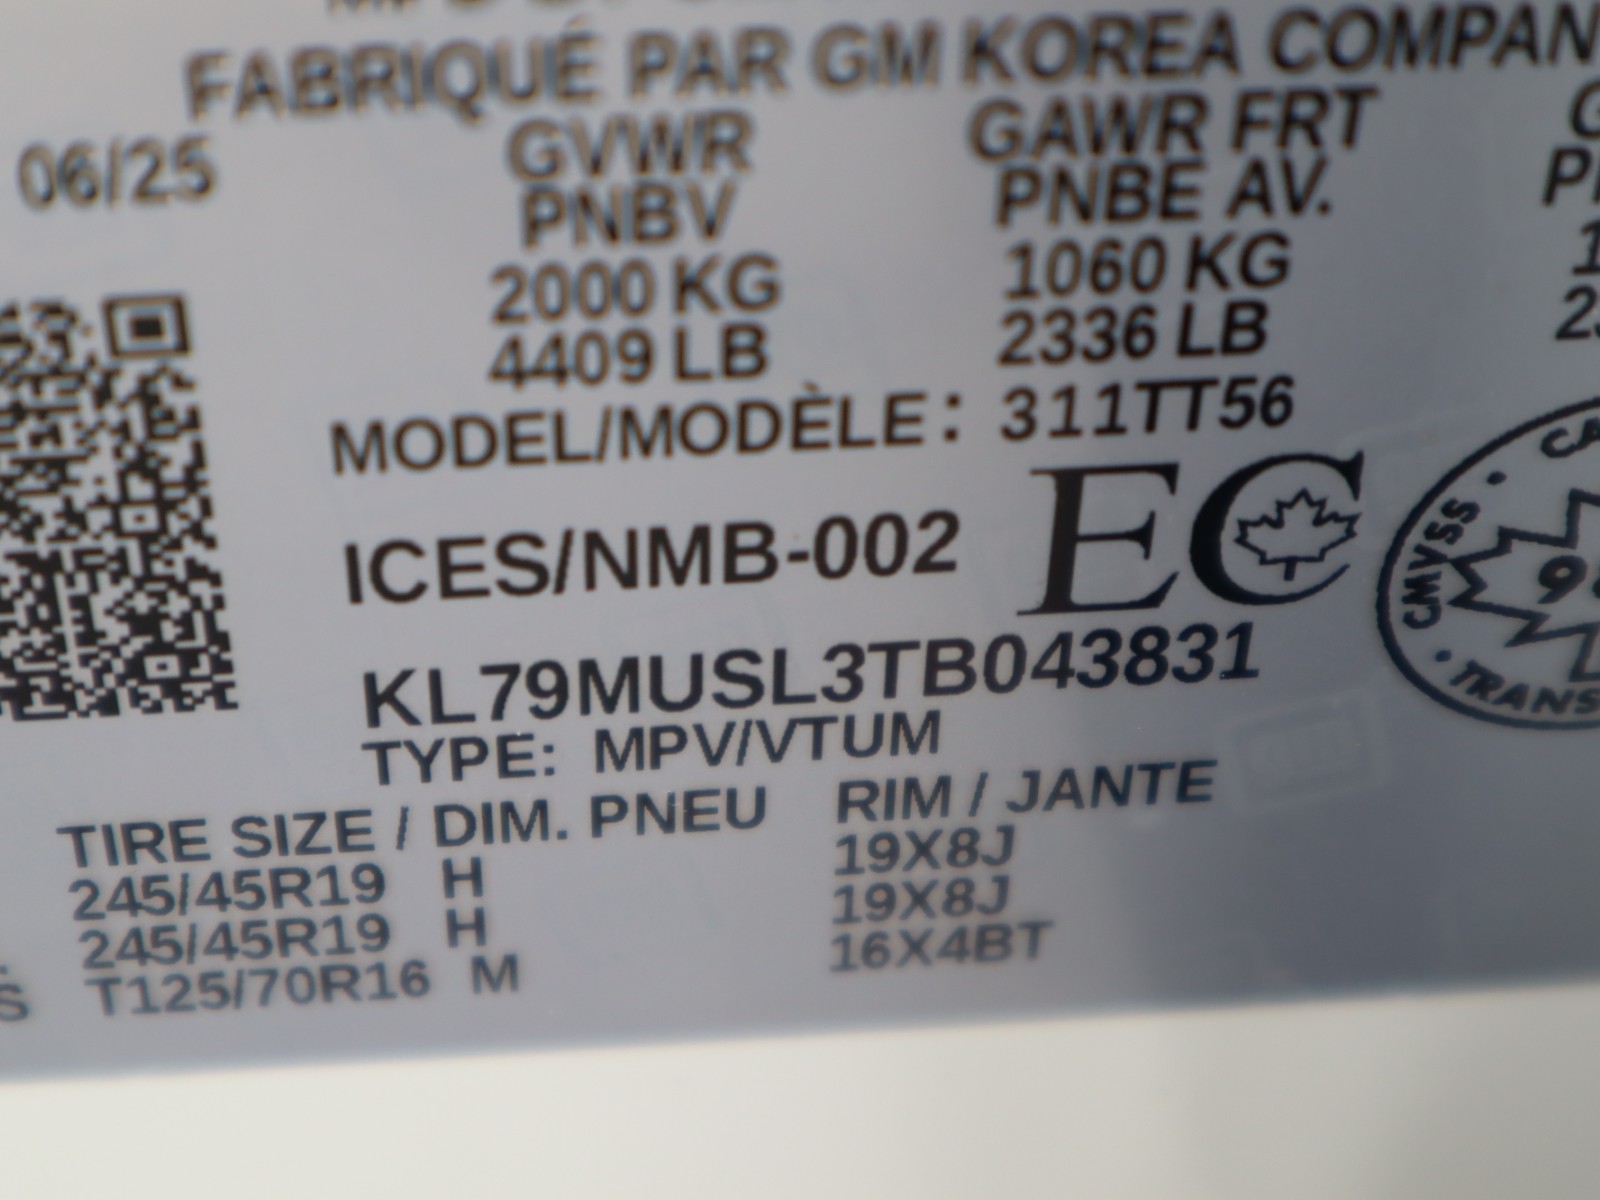 FABRIQUÉ PAR GM KOREA COMPAN
06/25
GVWR
PNBV
2000 KG
4409 LB
GAWR FRT
PNBE AV.
1060 KG
2336 LB
MODEL/MODÈLE: 311TT56
ICES/NMB-002 EC
CMVSS
TRANS
KL79MUSL3TB043831
TYPE: MPV/VTUM
TIRE SIZE / DIM. PNEU RIM / JANTE
245/45R19 H 19X8J
245/45R19 H 19X8J
T125/70R16 M 16X4BT